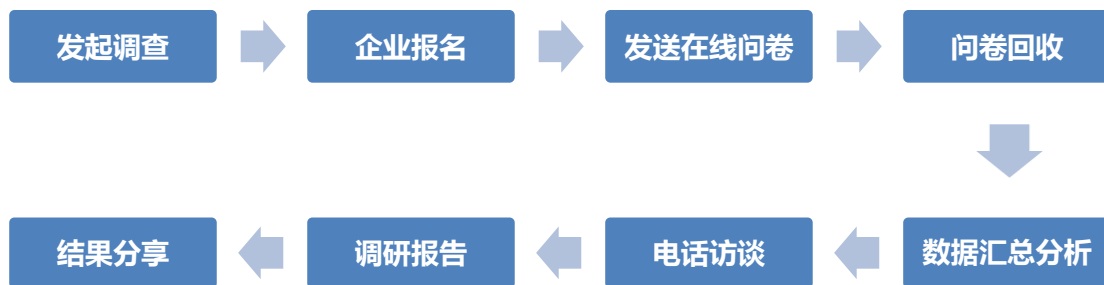 发起调查
企业报名
发送在线问卷
问卷回收
数据汇总分析
电话访谈
调研报告
结果分享